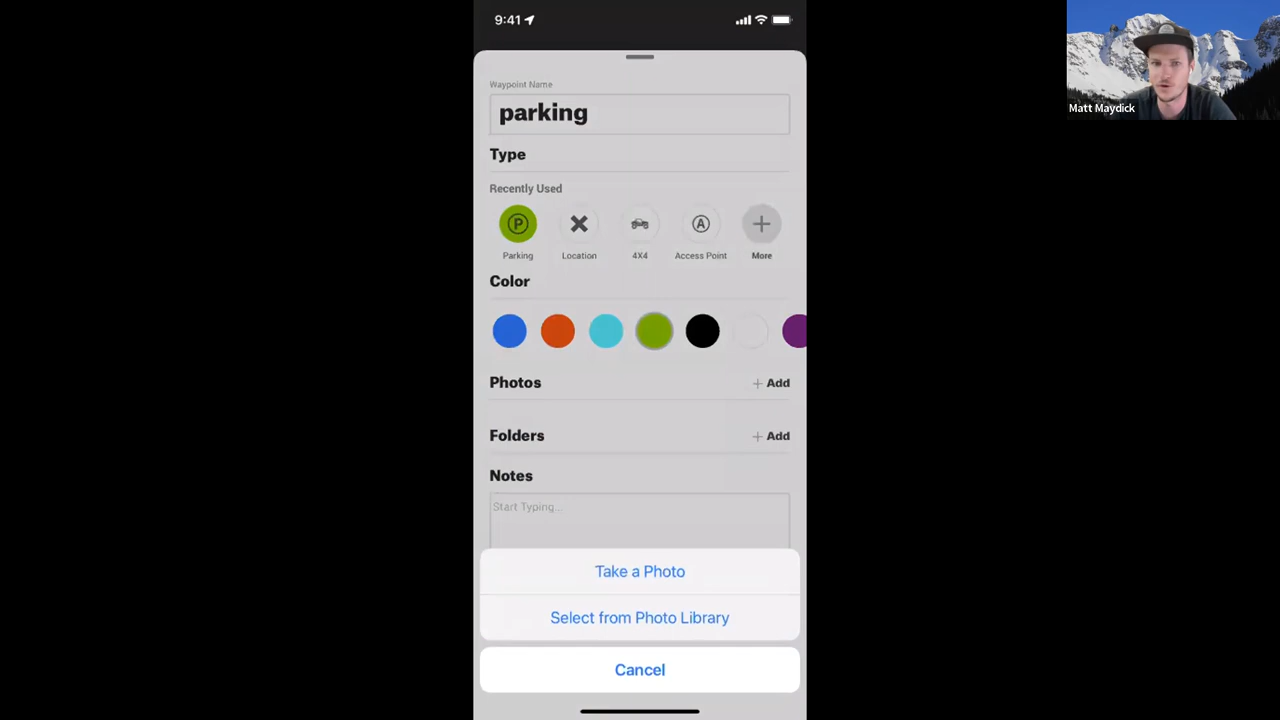 9:41
Matt Maydick
Waypoint Name
parking
Type
Recently Used
P
A
Parking
Location
4X4
Access Point
More
Color
Photos
+ Add
Folders
+ Add
Notes
Start Typing...
Take a Photo
Select from Photo Library
Cancel